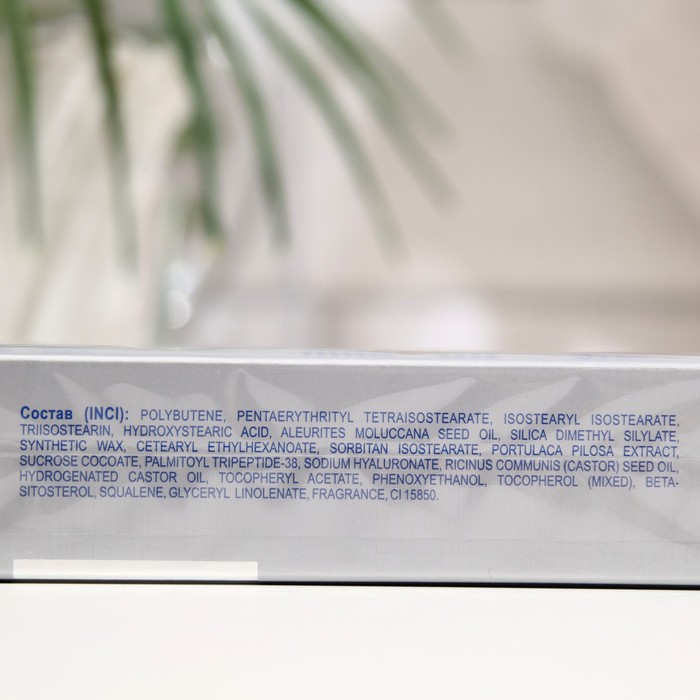 Состав (INCI): POLYBUTENE, PENTAERYTHRITYL TETRAISOSTEARATE, ISOSTEARYL ISOSTEARATE,
TRIISOSTEARIN, HYDROXYSTEARIC ACID, ALEURITES MOLUCCANA SEED OIL, SILICA DIMETHYL SILYLATE,
SYNTHETIC WAX, CETEARYL ETHYLHEXANOATE, SORBITAN ISOSTEARATE, PORTULACA PILOSA EXTRACT,
SUCROSE COCOATE, PALMITOYL TRIPEPTIDE-38, SODIUM HYALURONATE, RICINUS COMMUNIS (CASTOR) SEED OIL,
HYDROGENATED CASTOR OIL, TOCOPHERYL ACETATE, PHENOXYETHANOL, TOCOPHEROL (MIXED), BETA-
SITOSTEROL, SQUALENE, GLYCERYL LINOLENATE, FRAGRANCE, CI 15850.